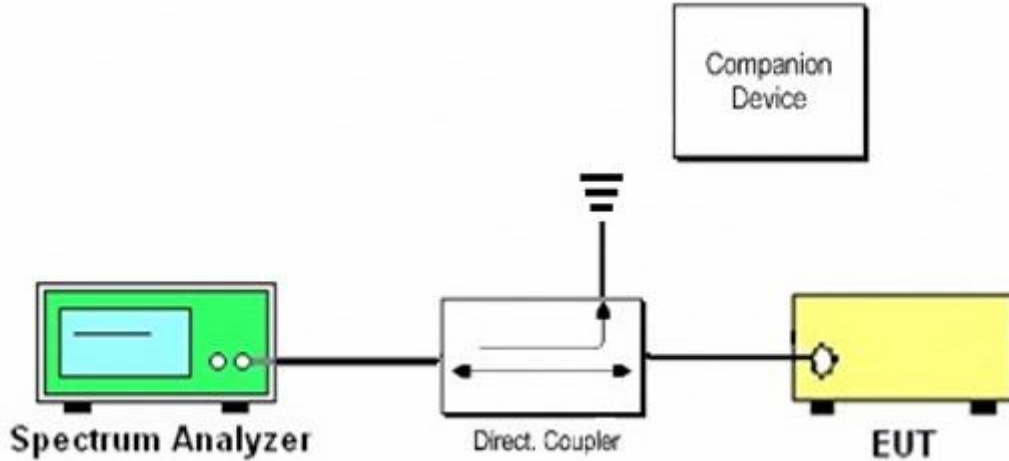 Companion
Device
Spectrum Analyzer
Direct. Coupler
EUT